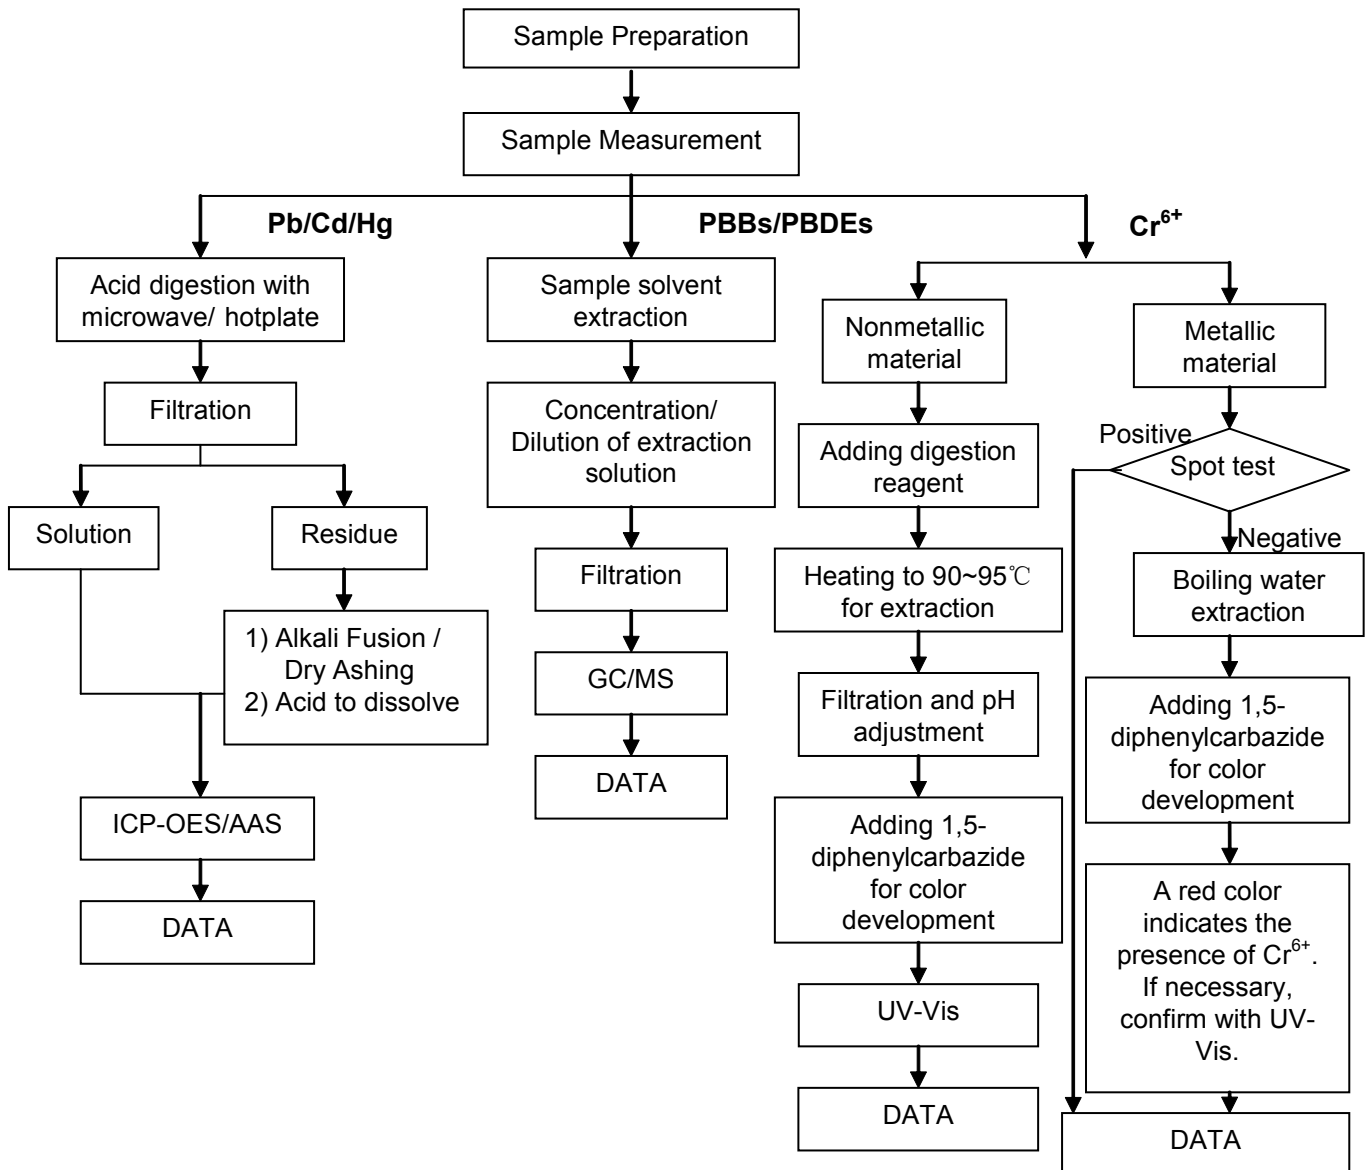 Sample Preparation
Sample Measurement
Pb/Cd/Hg
PBBs/PBDEs
Cr⁶⁺
Acid digestion with
microwave/ hotplate
Filtration
Solution
Residue
1) Alkali Fusion /
Dry Ashing
2) Acid to dissolve
ICP-OES/AAS
DATA
Sample solvent
extraction
Concentration/
Dilution of extraction
solution
Filtration
GC/MS
DATA
Nonmetallic
material
Adding digestion
reagent
Heating to 90~95℃
for extraction
Filtration and pH
adjustment
Adding 1,5-
diphenylcarbazide
for color
development
UV-Vis
DATA
Metallic
material
Positive
Spot test
Negative
Boiling water
extraction
Adding 1,5-
diphenylcarbazide
for color
development
A red color
indicates the
presence of Cr⁶⁺.
If necessary,
confirm with UV-
Vis.
DATA